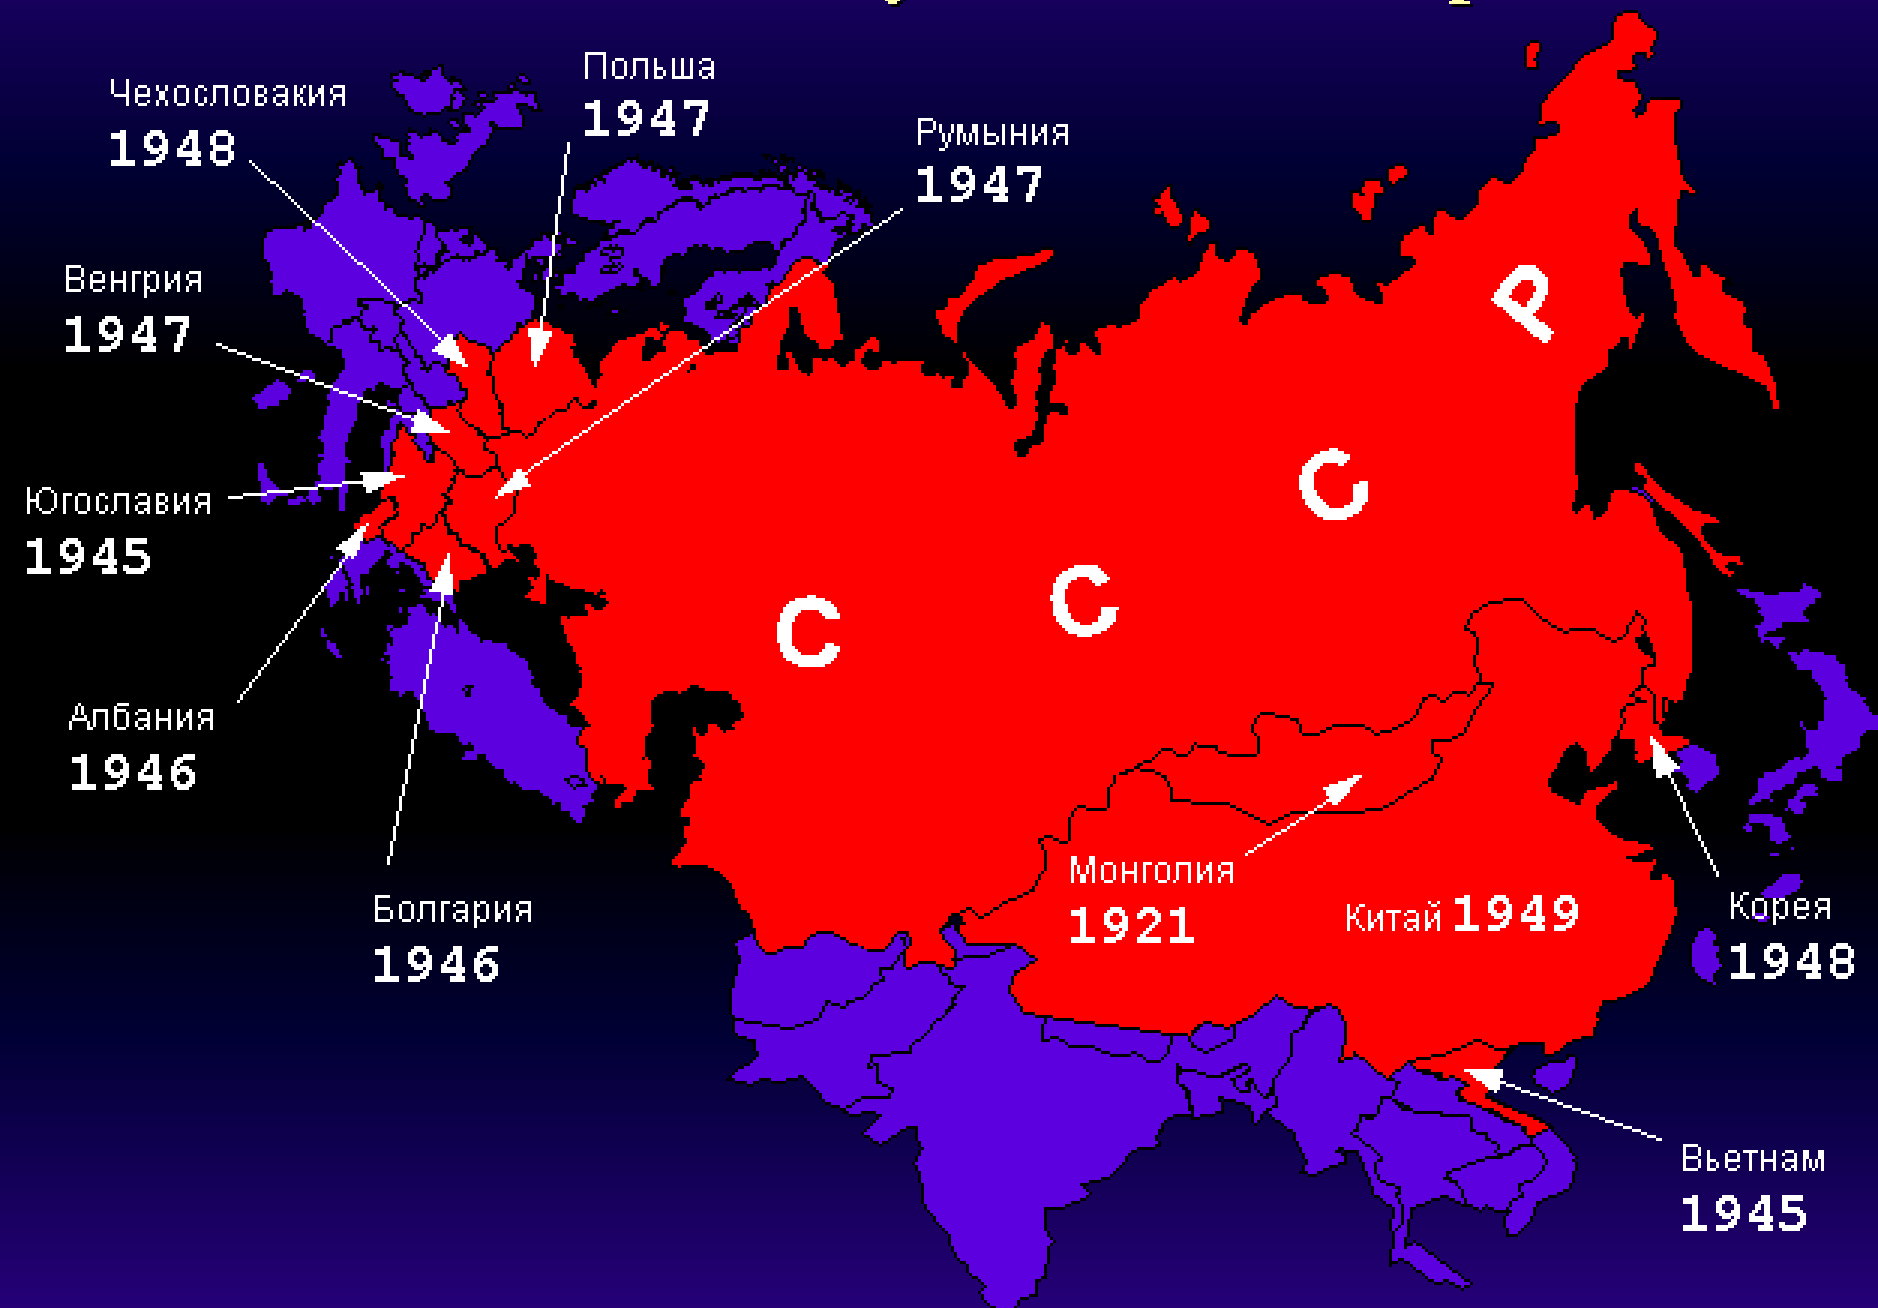 Польша
1947
Чехословакия
1948
Румыния
1947
Венгрия
1947
Р
С
Югославия
1945
С
С
Албания
1946
Монголия
1921
Китай 1949
Болгария
1946
Корея
1948
Вьетнам
1945